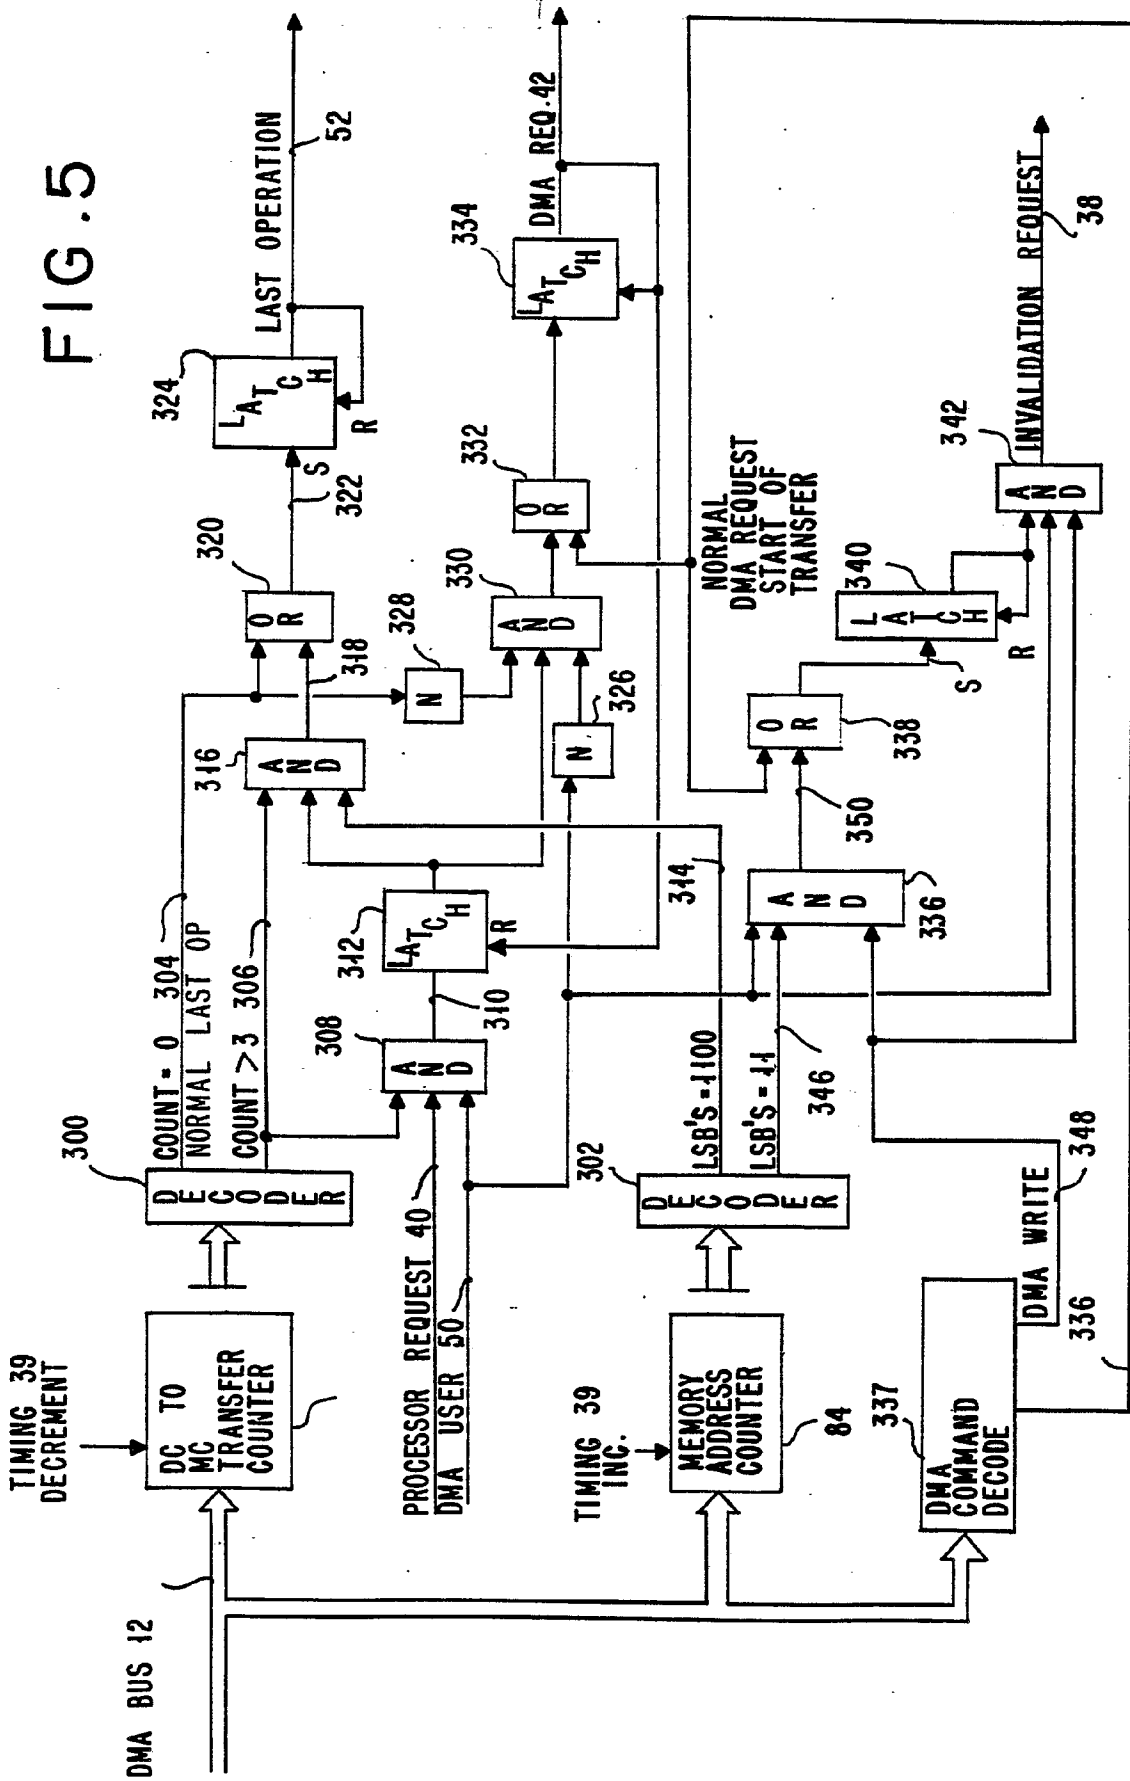 FIG.5
TIMING 39
DECREMENT
DMA BUS 12
DC TO
MC
TRANSFER
COUNTER
300
DECODER
COUNT = 0 304
NORMAL LAST OP
COUNT > 3 306
PROCESSOR REQUEST 40
DMA USER 50
308
AND
310
312
LATCH
R
316
AND
318
320
OR
322
S
324
LATCH
R
LAST OPERATION
52
328
N
326
N
330
AND
332
OR
334
LATCH
DMA REQ.42
TIMING 39
INC.
MEMORY
ADDRESS
COUNTER
84
302
DECODER
LSB'S=1100
314
LSB'S=11
346
AND
336
350
OR
338
NORMAL
DMA REQUEST
START OF
TRANSFER
S
340
LATCH
R
342
AND
INVALIDATION REQUEST
38
337
DMA
COMMAND
DECODE
DMA WRITE
348
336